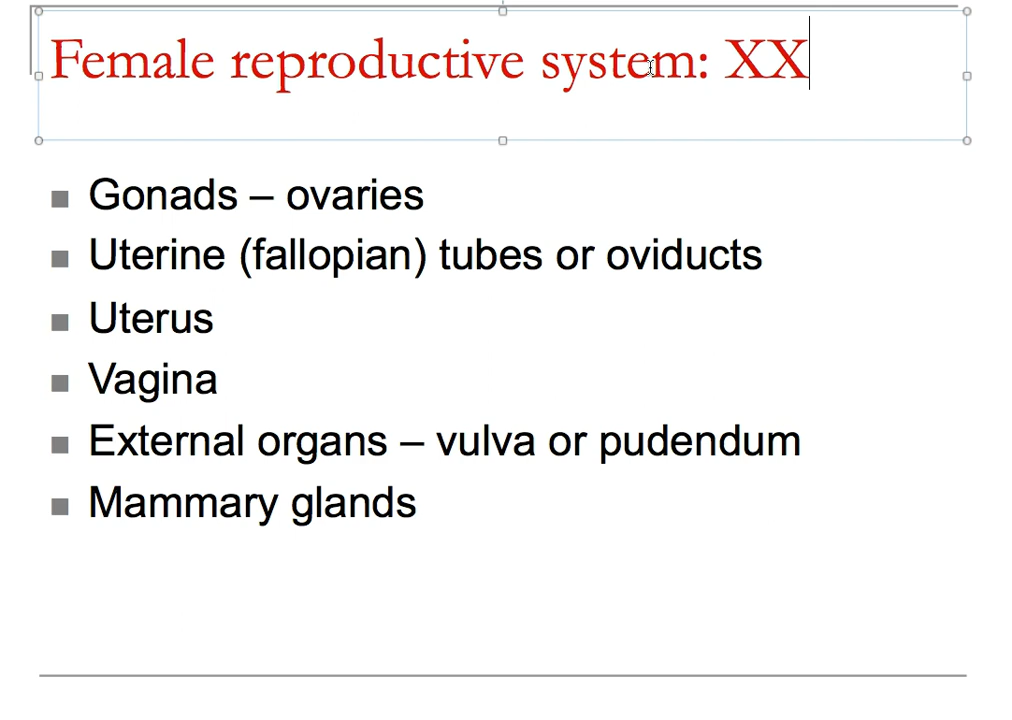 Female reproductive system: XX
Gonads – ovaries
Uterine (fallopian) tubes or oviducts
Uterus
Vagina
External organs – vulva or pudendum
Mammary glands